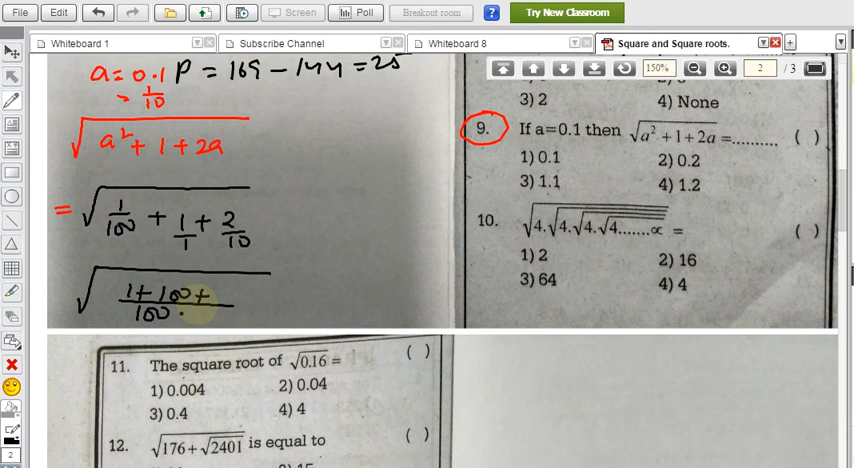 File Edit Screen Poll Breakout room ? Try New Classroom
Whiteboard 1 Subscribe Channel Whiteboard 8 Square and Square roots.
150% 2 / 3
a = 0.1 P = 169 - 144 = 25
→ 1/10
√(a² + 1 + 2a)
= √(1/100 + 1/1 + 2/10)
√((1 + 100 +)/100)
3) 2 4) None
9. If a=0.1 then √(a² + 1 + 2a) =.......... ( )
1) 0.1 2) 0.2
3) 1.1 4) 1.2
10. √(4.√(4.√(4.√(4.......∝)))) = ( )
1) 2 2) 16
3) 64 4) 4
11. The square root of √0.16 = ( )
1) 0.004 2) 0.04
3) 0.4 4) 4
12. √(176 + √2401) is equal to ( )
2